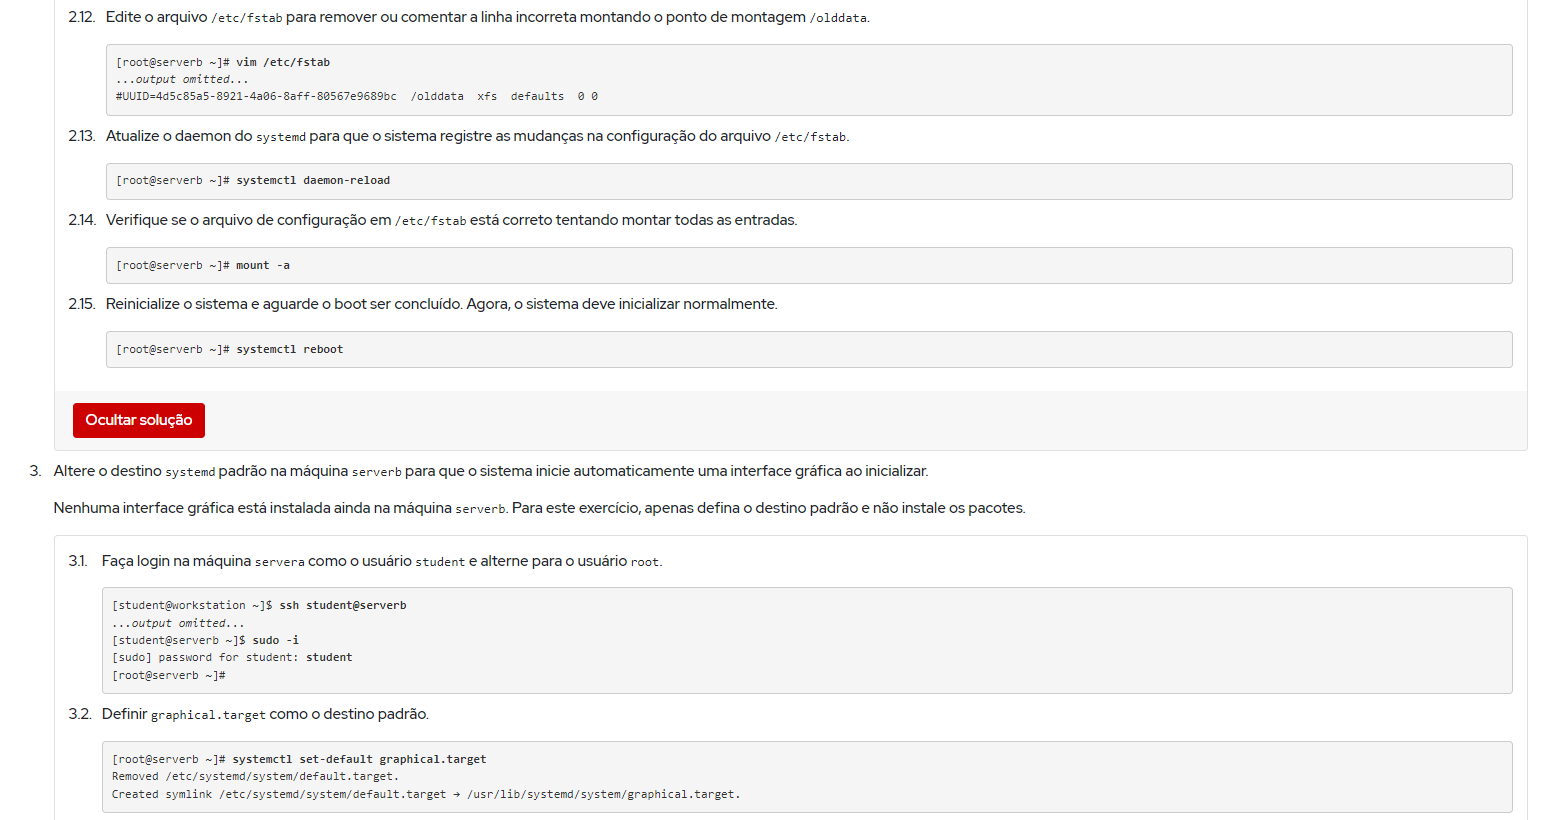 2.12. Edite o arquivo /etc/fstab para remover ou comentar a linha incorreta montando o ponto de montagem /olddata.
[root@serverb ~]# vim /etc/fstab
...output omitted...
#UUID=4d5c85a5-8921-4a06-8aff-80567e9689bc  /olddata  xfs  defaults  0 0
2.13. Atualize o daemon do systemd para que o sistema registre as mudanças na configuração do arquivo /etc/fstab.
[root@serverb ~]# systemctl daemon-reload
2.14. Verifique se o arquivo de configuração em /etc/fstab está correto tentando montar todas as entradas.
[root@serverb ~]# mount -a
2.15. Reinicialize o sistema e aguarde o boot ser concluído. Agora, o sistema deve inicializar normalmente.
[root@serverb ~]# systemctl reboot
Ocultar solução
3. Altere o destino systemd padrão na máquina serverb para que o sistema inicie automaticamente uma interface gráfica ao inicializar.
Nenhuma interface gráfica está instalada ainda na máquina serverb. Para este exercício, apenas defina o destino padrão e não instale os pacotes.
3.1. Faça login na máquina servera como o usuário student e alterne para o usuário root.
[student@workstation ~]$ ssh student@serverb
...output omitted...
[student@serverb ~]$ sudo -i
[sudo] password for student: student
[root@serverb ~]#
3.2. Definir graphical.target como o destino padrão.
[root@serverb ~]# systemctl set-default graphical.target
Removed /etc/systemd/system/default.target.
Created symlink /etc/systemd/system/default.target → /usr/lib/systemd/system/graphical.target.